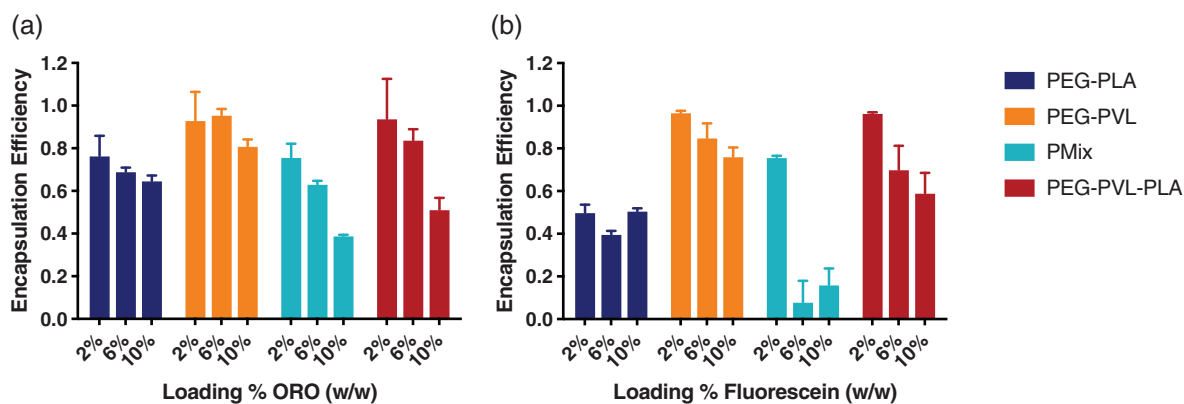 (a)
Encapsulation Efficiency
1.2
1.0
0.8
0.6
0.4
0.2
0.0
2% 6% 10% 2% 6% 10% 2% 6% 10% 2% 6% 10%
Loading % ORO (w/w)
(b)
Encapsulation Efficiency
1.2
1.0
0.8
0.6
0.4
0.2
0.0
2% 6% 10% 2% 6% 10% 2% 6% 10% 2% 6% 10%
Loading % Fluorescein (w/w)
PEG-PLA
PEG-PVL
PMix
PEG-PVL-PLA